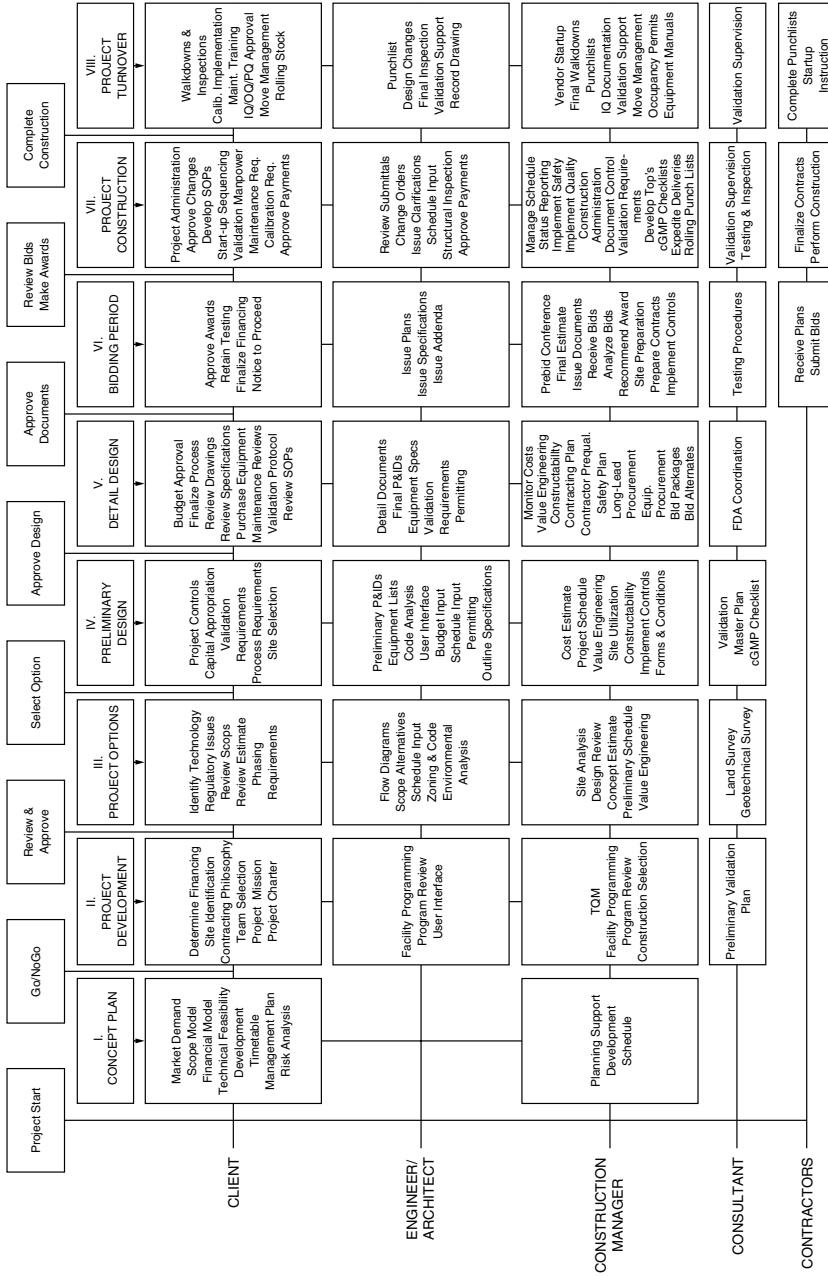 Project Start
Go/NoGo
Review &
Approve
Select Option
Approve Design
Approve
Documents
Review Bids
Make Awards
Complete
Construction
I.
CONCEPT PLAN
II.
PROJECT
DEVELOPMENT
III.
PROJECT OPTIONS
IV.
PRELIMINARY
DESIGN
V.
DETAIL DESIGN
VI.
BIDDING PERIOD
VII.
PROJECT
CONSTRUCTION
VIII.
PROJECT
TURNOVER
CLIENT
Market Demand
Scope Model
Financial Model
Technical Feasibility
Development
Timetable
Management Plan
Risk Analysis
Determine Financing
Site Identification
Contracting Philosophy
Team Selection
Project Mission
Project Charter
Identify Technology
Regulatory Issues
Review Scops
Review Estimate
Phasing
Requirements
Project Controls
Capital Appropriation
Validation
Requirements
Process Requirements
Site Selection
Budget Approval
Finalize Process
Review Drawings
Review Specifications
Purchase Equipment
Maintenance Reviews
Validation Protocol
Review SOPs
Approve Awards
Retain Testing
Finalize Financing
Notice to Proceed
Project Administration
Approve Changes
Develop SOPs
Start-up Sequencing
Validation Manpower
Maintenance Req.
Calibration Req.
Approve Payments
Walkdowns &
Inspections
Calib. Implementation
Maint. Training
IQ/OQ/PQ Approval
Move Management
Rolling Stock
ENGINEER/
ARCHITECT
Facility Programming
Program Review
User Interface
Flow Diagrams
Scope Alternatives
Schedule Input
Zoning & Code
Environmental
Analysis
Preliminary P&IDs
Equipment Lists
Code Analysis
User Interface
Budget Input
Schedule Input
Permitting
Outline Specifications
Detail Documents
Final P&IDs
Equipment Specs
Validation
Requirements
Permitting
Issue Plans
Issue Specifications
Issue Addenda
Review Submittals
Change Orders
Issue Clarifications
Schedule Input
Structural Inspection
Approve Payments
Punchlist
Design Changes
Final Inspection
Validation Support
Record Drawing
CONSTRUCTION
MANAGER
Planning Support
Development
Schedule
TQM
Facility Programming
Program Review
Construction Selection
Site Analysis
Design Review
Concept Estimate
Preliminary Schedule
Value Engineering
Cost Estimate
Project Schedule
Value Engineering
Site Utilization
Constructability
Implement Controls
Forms & Conditions
Monitor Costs
Value Engineering
Constructability
Contracting Plan
Contractor Prequal.
Safety Plan
Long-Lead
Procurement
Equip.
Procurement
Bid Packages
Bid Alternates
Prebid Conference
Final Estimate
Issue Documents
Receive Bids
Analyze Bids
Recommend Award
Site Preparation
Prepare Contracts
Implement Controls
Manage Schedule
Status Reporting
Implement Safety
Implement Quality
Construction
Administration
Document Control
Validation Require-
ments
Develop Top's
cGMP Checklists
Expedite Deliveries
Rolling Punch Lists
Vendor Startup
Final Walkdowns
Punchlists
IQ Documentation
Validation Support
Move Management
Occupancy Permits
Equipment Manuals
CONSULTANT
Preliminary Validation
Plan
Land Survey
Geotechnical Survey
Validation
Master Plan
cGMP Checklist
FDA Coordination
Testing Procedures
Validation Supervision
Testing & Inspection
Validation Supervision
CONTRACTORS
Receive Plans
Submit Bids
Finalize Contracts
Perform Construction
Complete Punchlists
Startup
Instruction